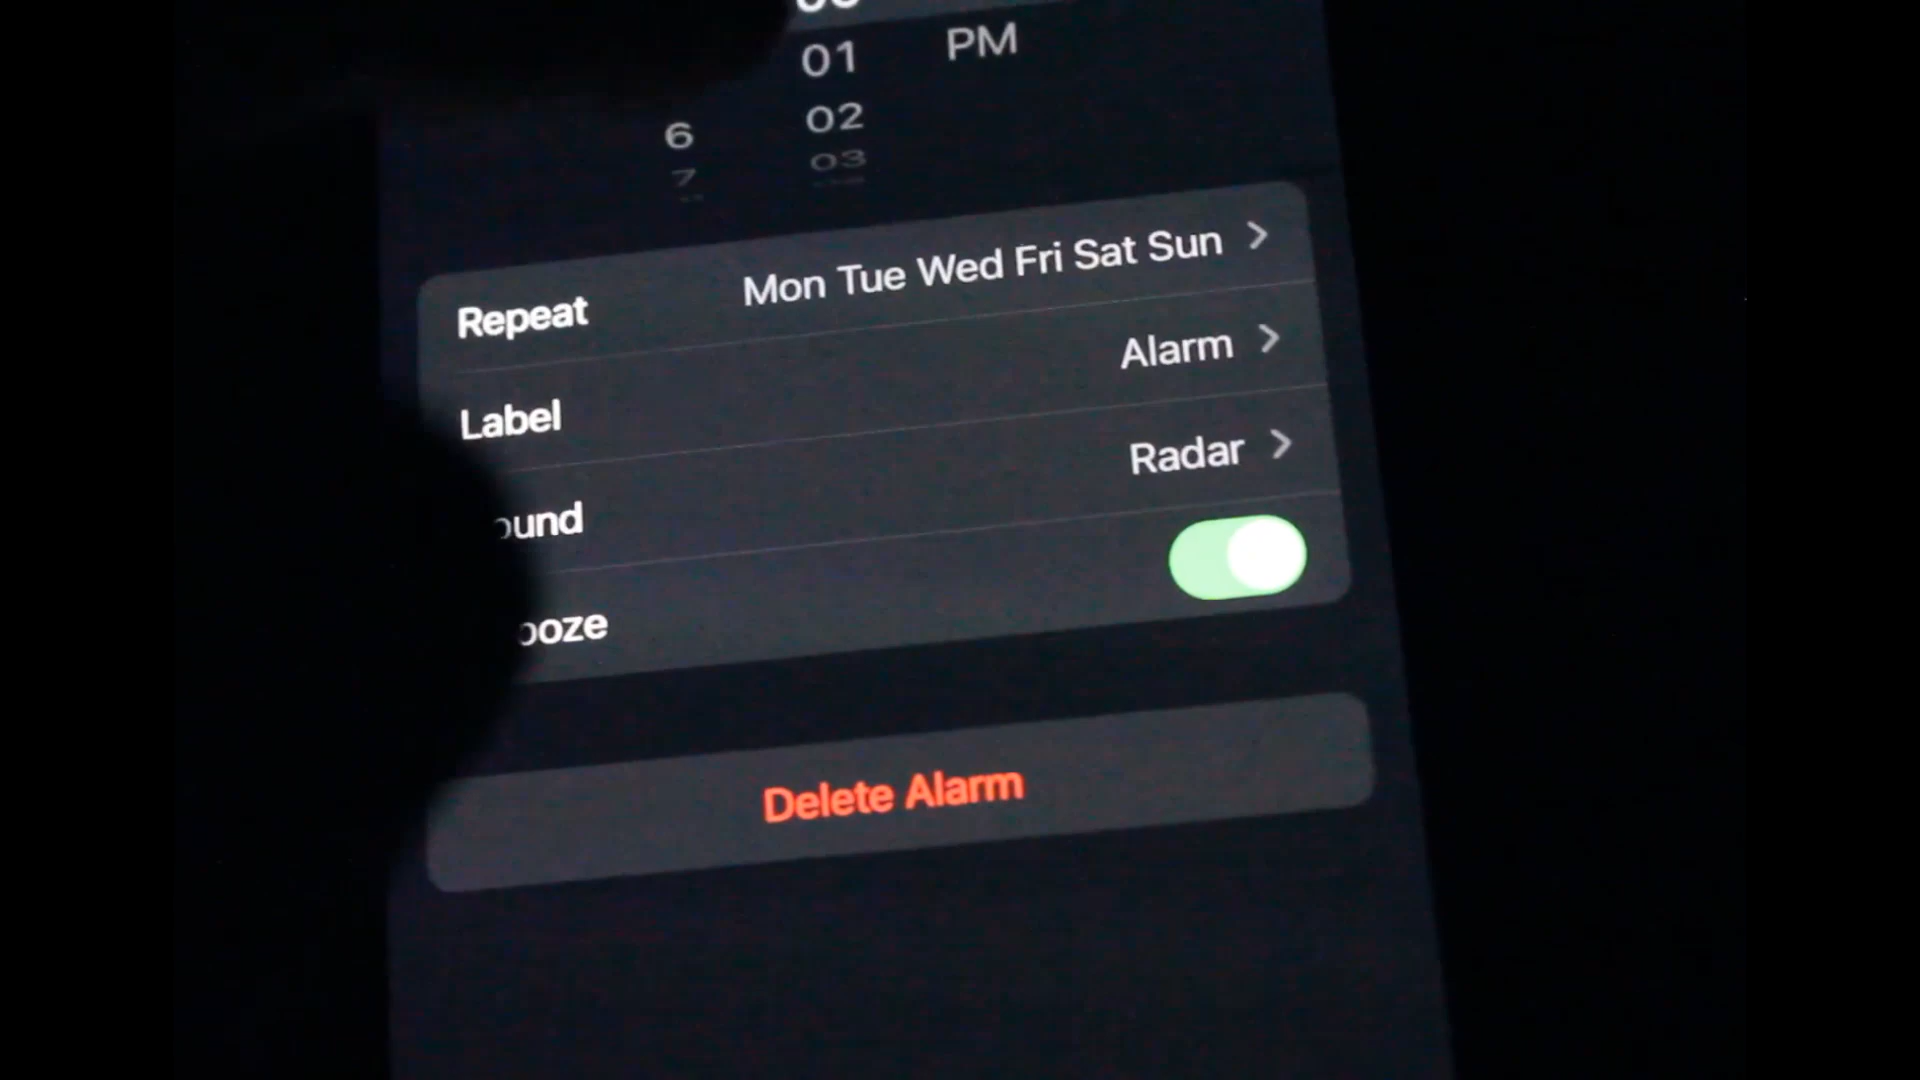 01 PM
02
6
03
7
Repeat Mon Tue Wed Fri Sat Sun
Label Alarm
ound Radar
ooze
Delete Alarm